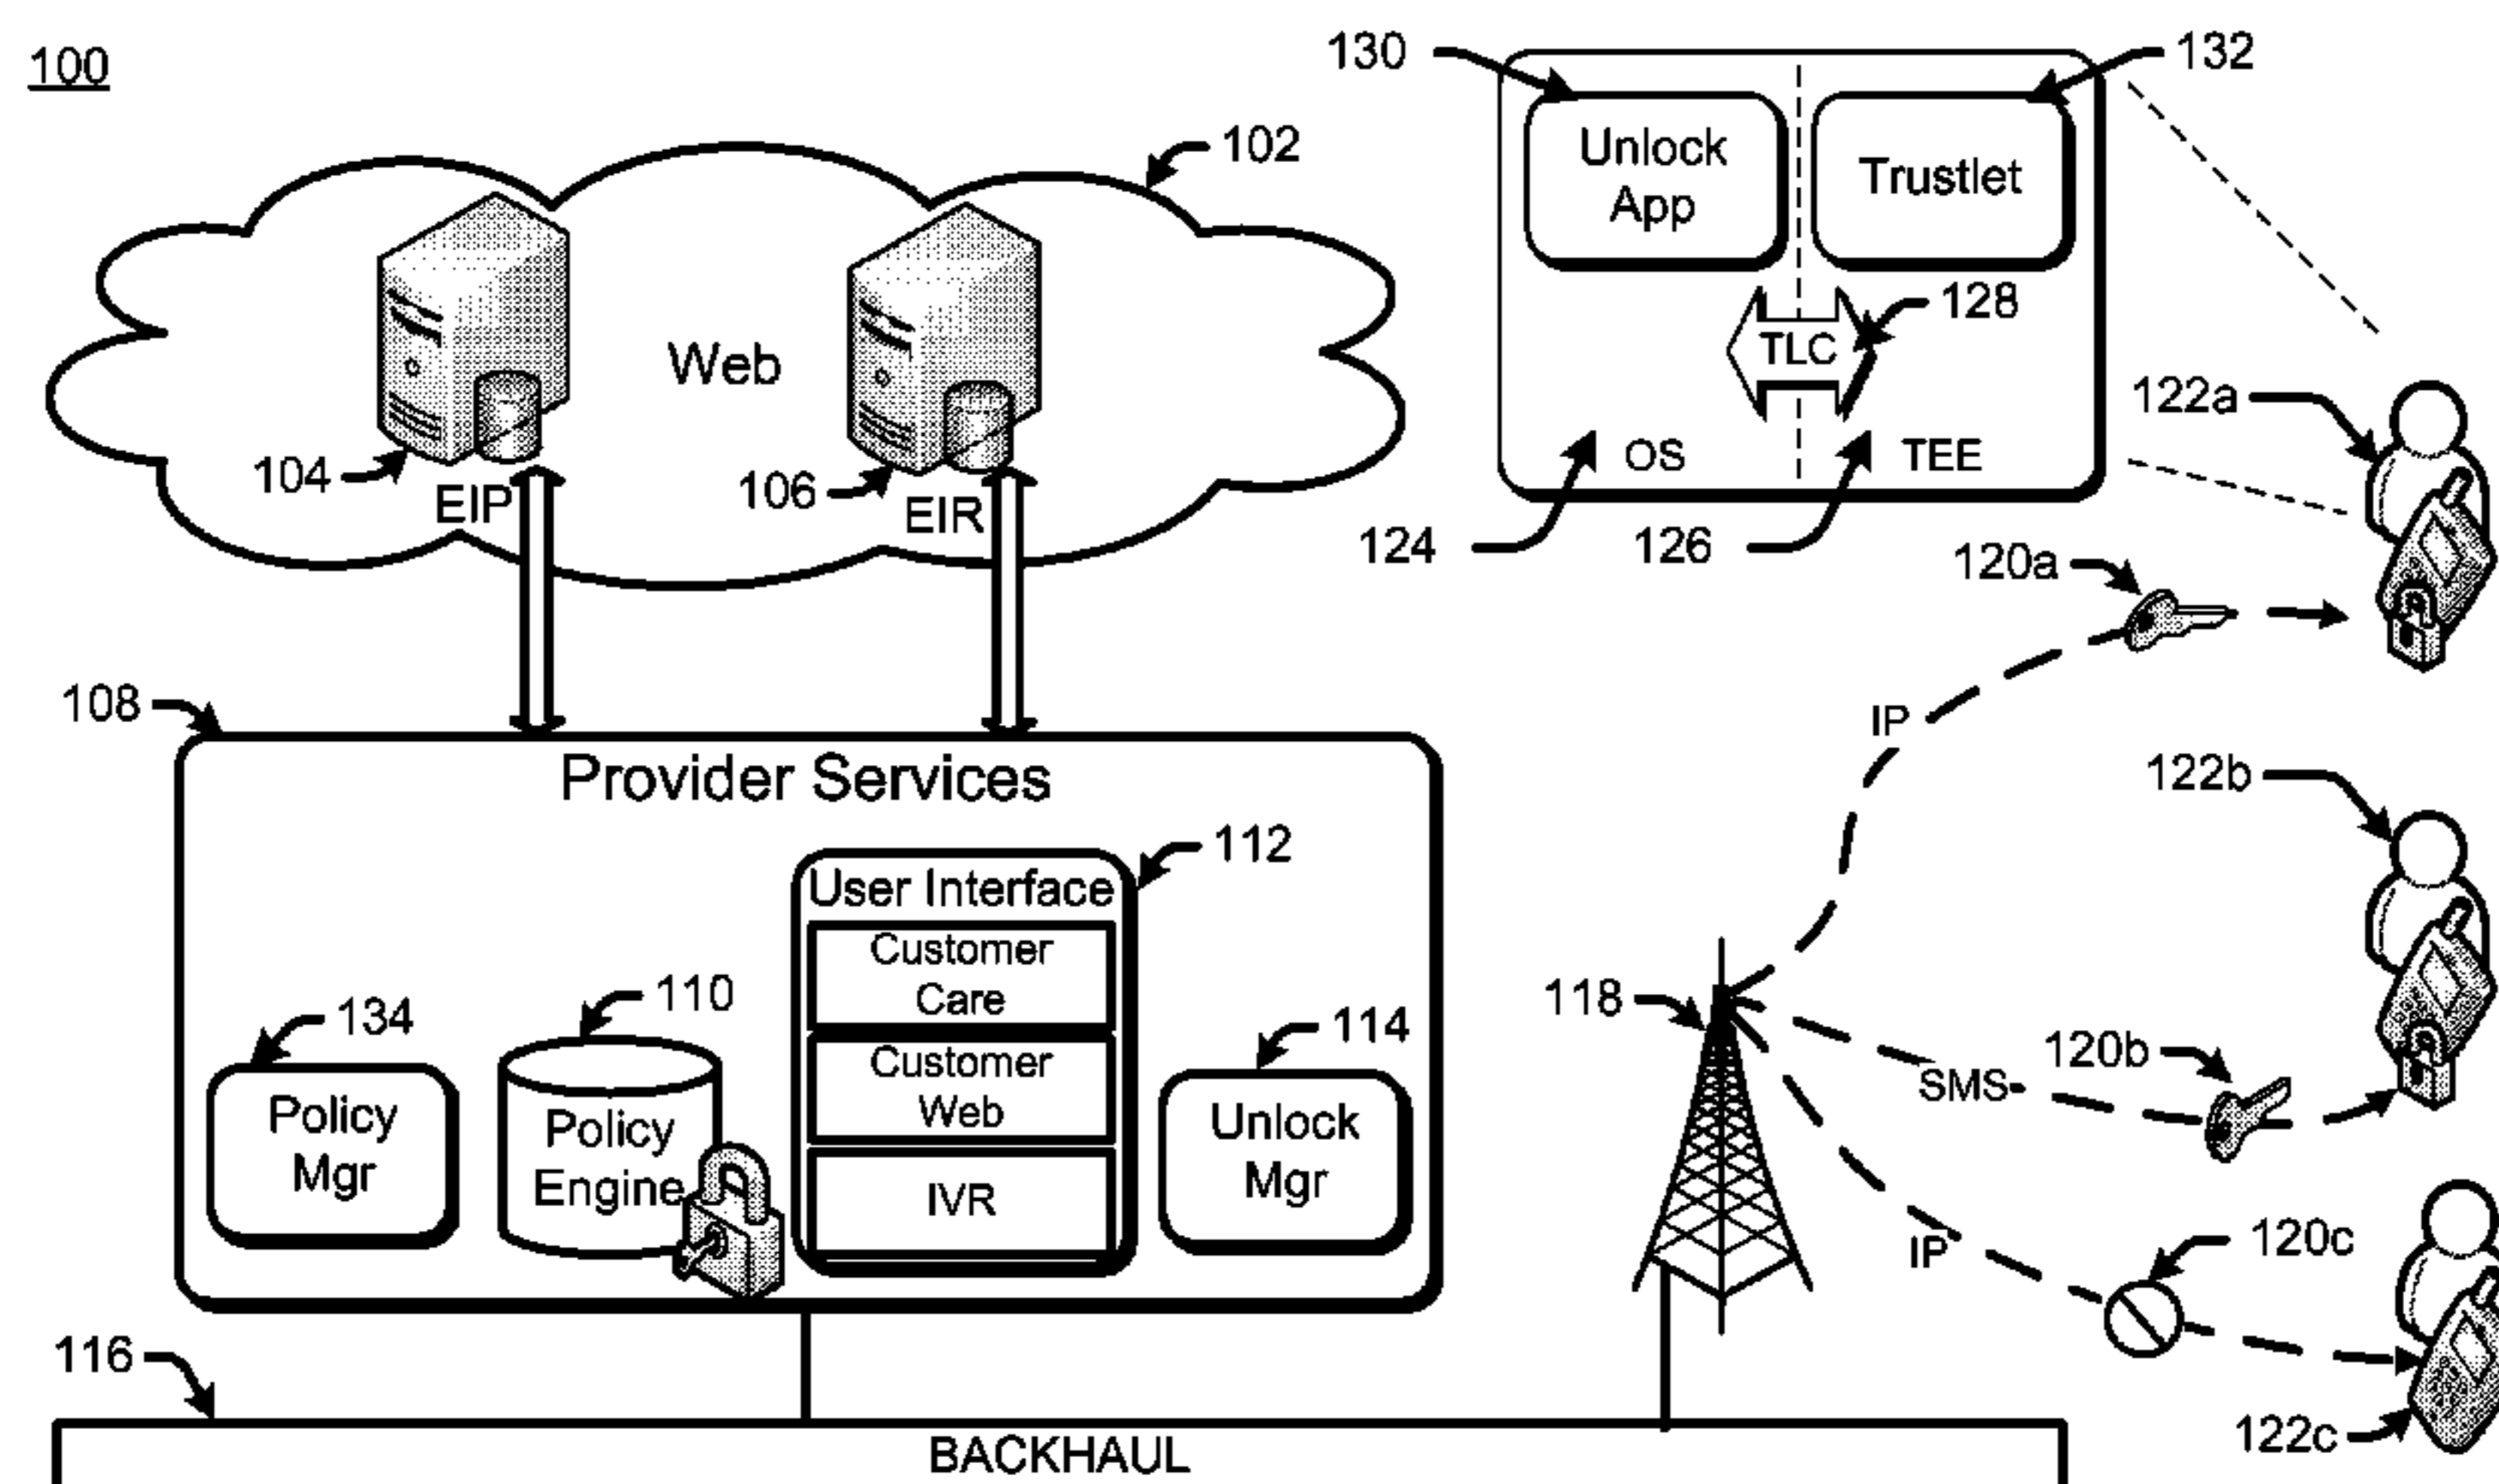 100
102
Web
104
EIP
106
EIR
130
132
Unlock
App
Trustlet
TLC
128
OS
TEE
124
126
122a
120a
IP
108
Provider Services
112
User Interface
Customer
Care
Customer
Web
IVR
134
Policy
Mgr
110
Policy
Engine
114
Unlock
Mgr
118
122b
120b
SMS
IP
120c
122c
116
BACKHAUL